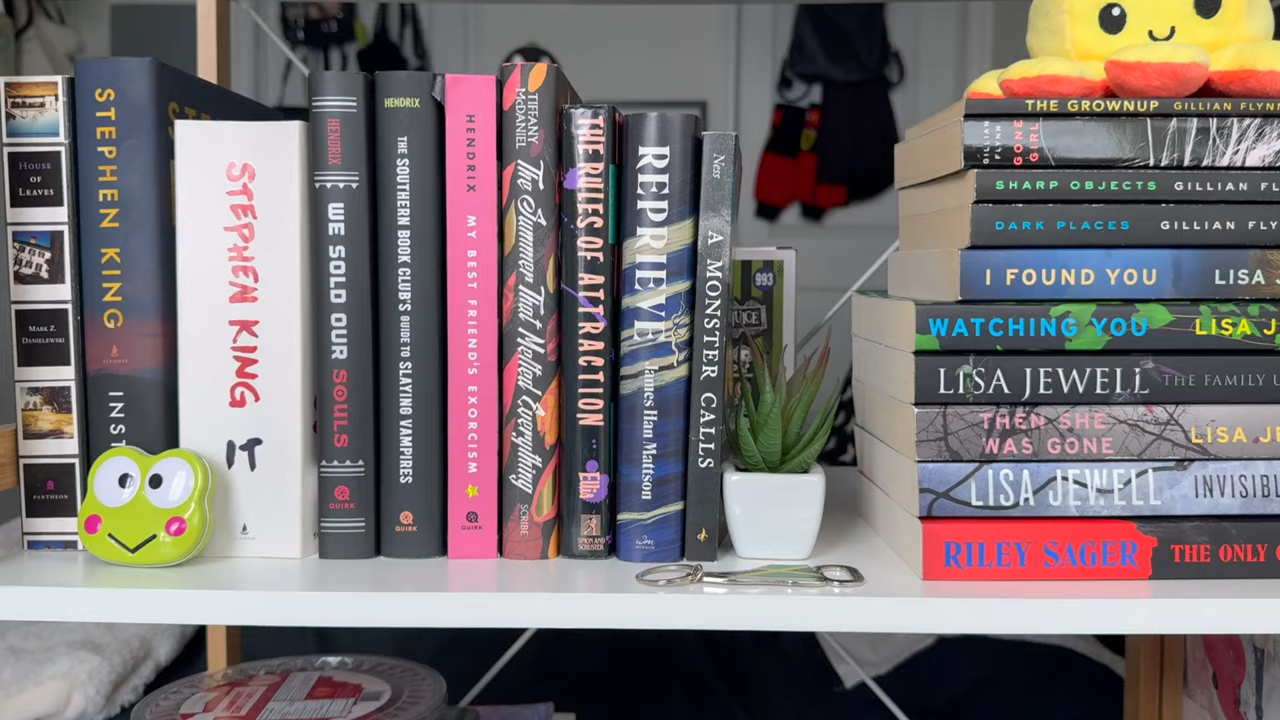 HOUSE
OF
LEAVES
MARK Z.
DANIELEWSKI
PANTHEON
STEPHEN KING
SCRIBNER
STEPHEN KING
IT
HENDRIX
WE SOLD OUR SOULS
QUIRK
HENDRIX
THE SOUTHERN BOOK CLUB'S GUIDE TO SLAYING VAMPIRES
QUIRK
HENDRIX MY BEST FRIEND'S EXORCISM
QUIRK
TIFFANY
McDANIEL
The Summer That Melted Everything
SCRIBE
THE RULES OF ATTRACTION
Ellis
SIMON AND
SCHUSTER
REPRIEVE
James Han Mattson
Ness
A MONSTER CALLS
993
THE GROWNUP GILLIAN FLYNN
GILLIAN
FLYNN
GONE
GIRL
SHARP OBJECTS GILLIAN FL
DARK PLACES GILLIAN FLY
I FOUND YOU LISA
WATCHING YOU LISA J
LISA JEWELL THE FAMILY U
THEN SHE
WAS GONE
LISA JE
LISA JEWELL INVISIBL
RILEY SAGER THE ONLY O